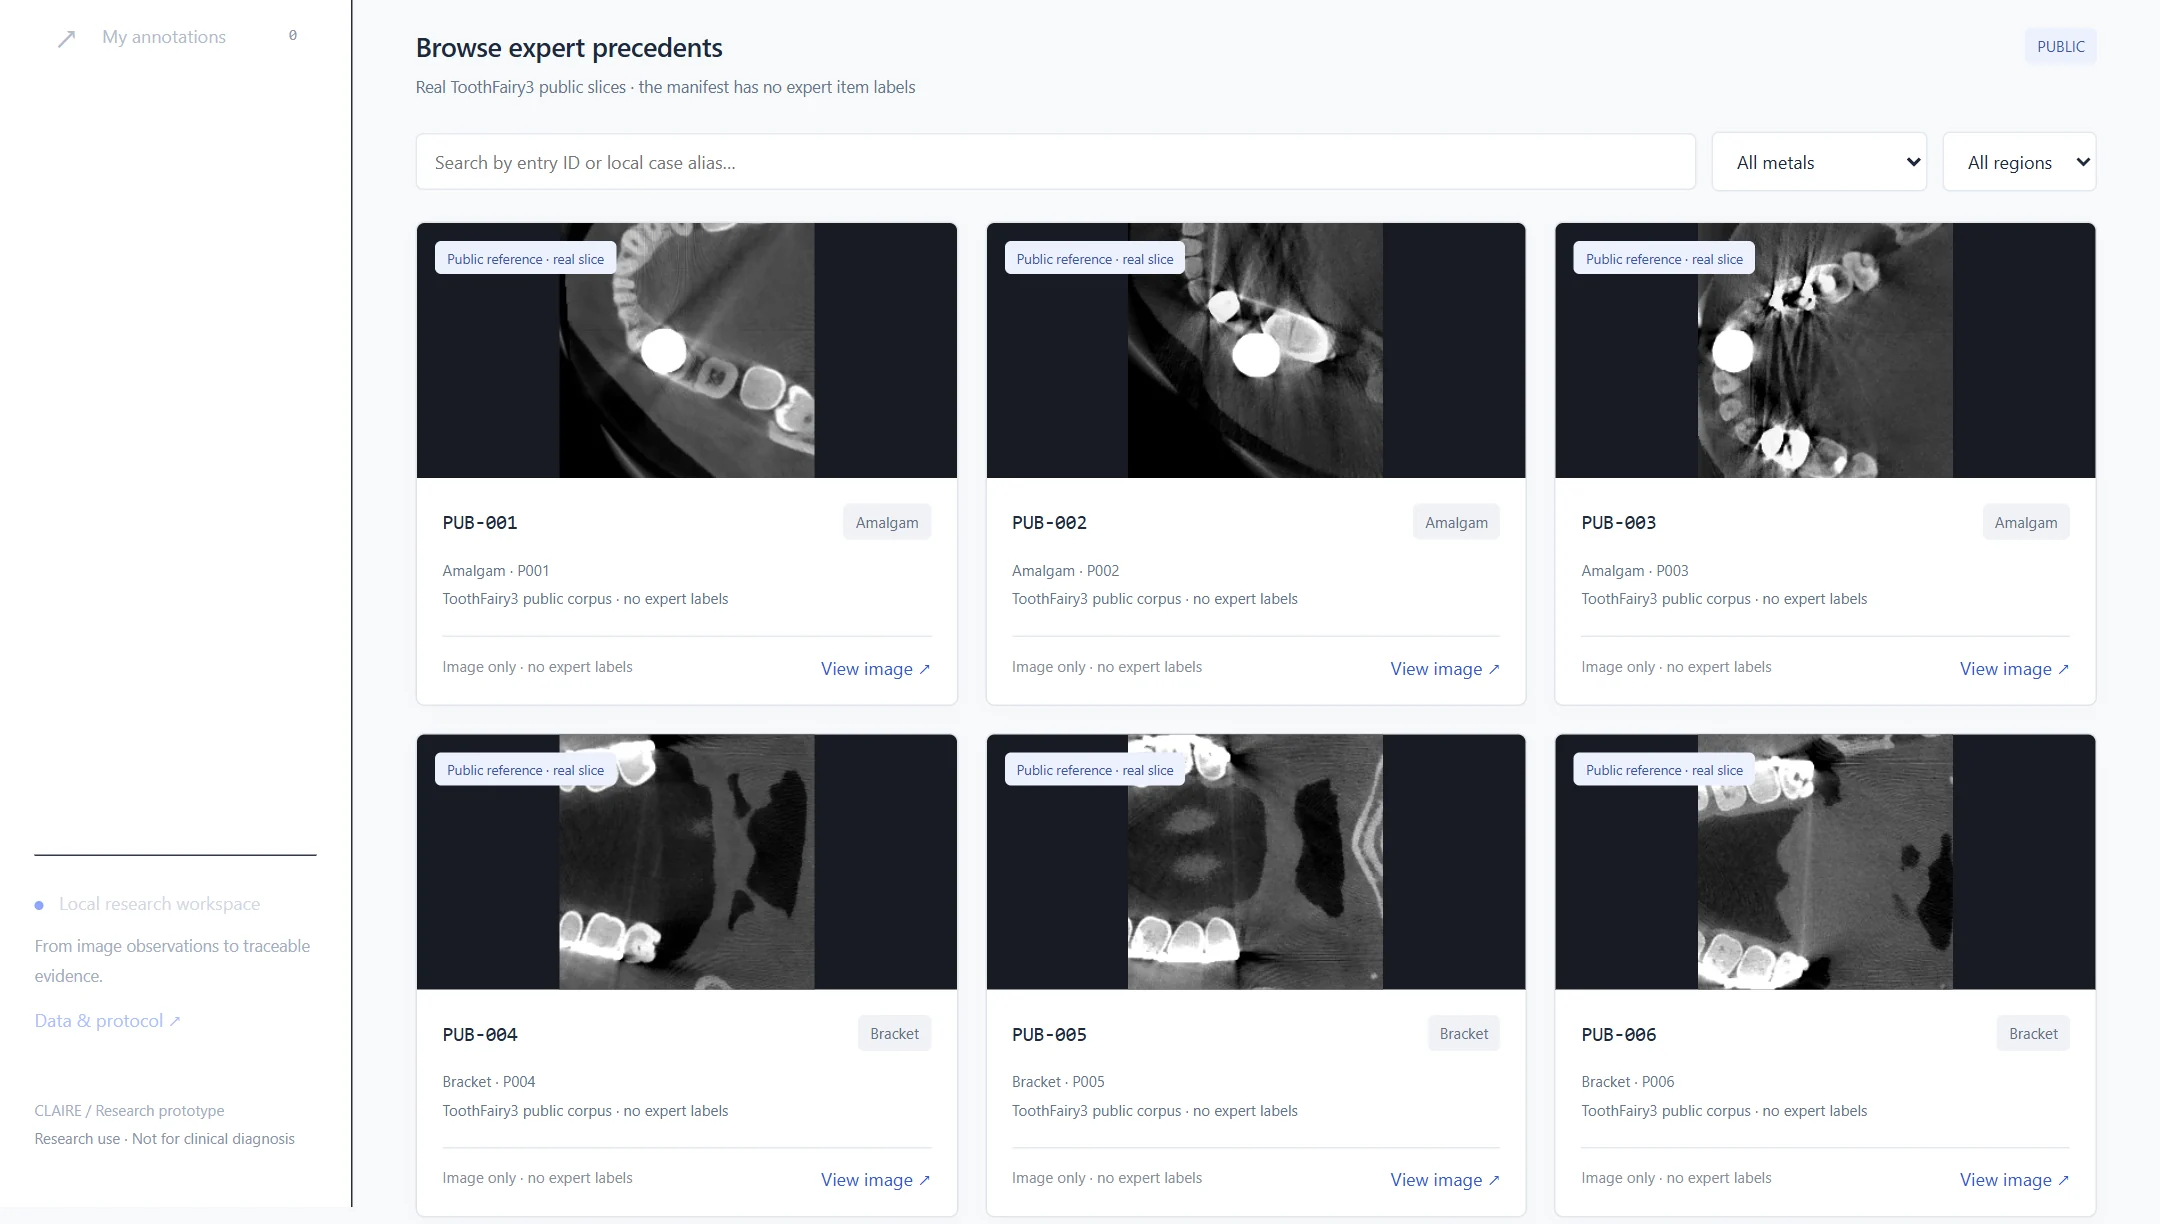 My annotations 0
Local research workspace
From image observations to traceable
evidence.
Data & protocol ↗
CLAIRE / Research prototype
Research use · Not for clinical diagnosis
Browse expert precedents
PUBLIC
Real ToothFairy3 public slices · the manifest has no expert item labels
Search by entry ID or local case alias...
All metals
All regions
Public reference · real slice
PUB-001
Amalgam
Amalgam · P001
ToothFairy3 public corpus · no expert labels
Image only · no expert labels
View image ↗
Public reference · real slice
PUB-002
Amalgam
Amalgam · P002
ToothFairy3 public corpus · no expert labels
Image only · no expert labels
View image ↗
Public reference · real slice
PUB-003
Amalgam
Amalgam · P003
ToothFairy3 public corpus · no expert labels
Image only · no expert labels
View image ↗
Public reference · real slice
PUB-004
Bracket
Bracket · P004
ToothFairy3 public corpus · no expert labels
Image only · no expert labels
View image ↗
Public reference · real slice
PUB-005
Bracket
Bracket · P005
ToothFairy3 public corpus · no expert labels
Image only · no expert labels
View image ↗
Public reference · real slice
PUB-006
Bracket
Bracket · P006
ToothFairy3 public corpus · no expert labels
Image only · no expert labels
View image ↗